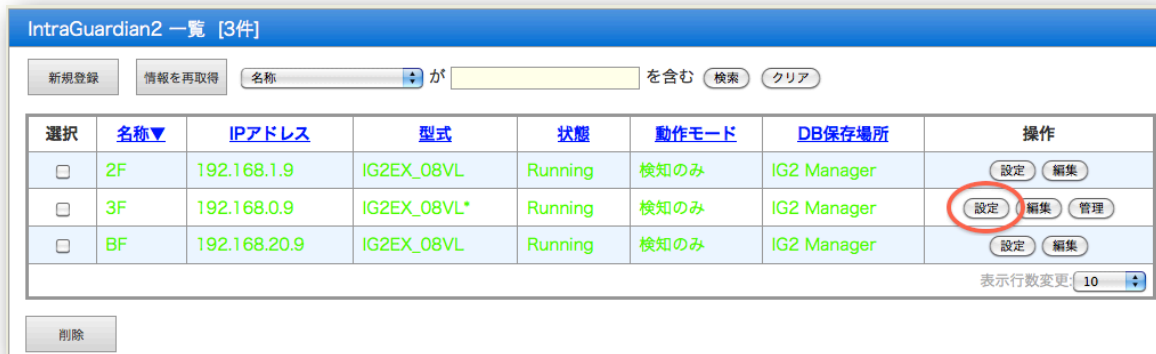 IntraGuardian2 一覧 [3件]
新規登録 情報を再取得 名称 が を含む 検索 クリア
選択 名称▼ IPアドレス 型式 状態 動作モード DB保存場所 操作
2F 192.168.1.9 IG2EX_08VL Running 検知のみ IG2 Manager 設定 編集
3F 192.168.0.9 IG2EX_08VL* Running 検知のみ IG2 Manager 設定 編集 管理
BF 192.168.20.9 IG2EX_08VL Running 検知のみ IG2 Manager 設定 編集
表示行数変更: 10
削除